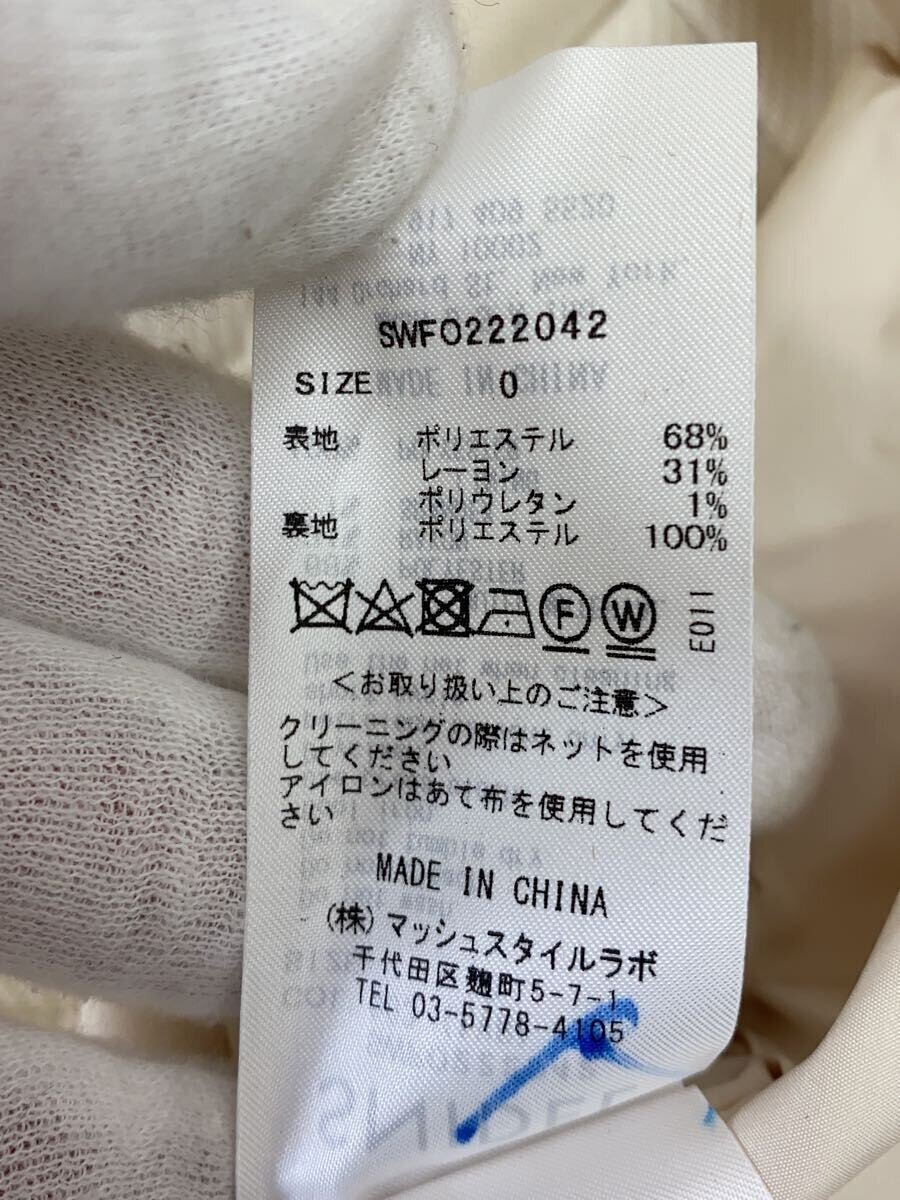 SWFO222042
SIZE 0
表地 ポリエステル 68%
レーヨン 31%
ポリウレタン 1%
裏地 ポリエステル 100%
F W E011
<お取り扱い上のご注意>
クリーニングの際はネットを使用
してください
アイロンはあて布を使用してくだ
さい
MADE IN CHINA
(株)マッシュスタイルラボ
千代田区麹町5-7-1
TEL 03-5778-4105